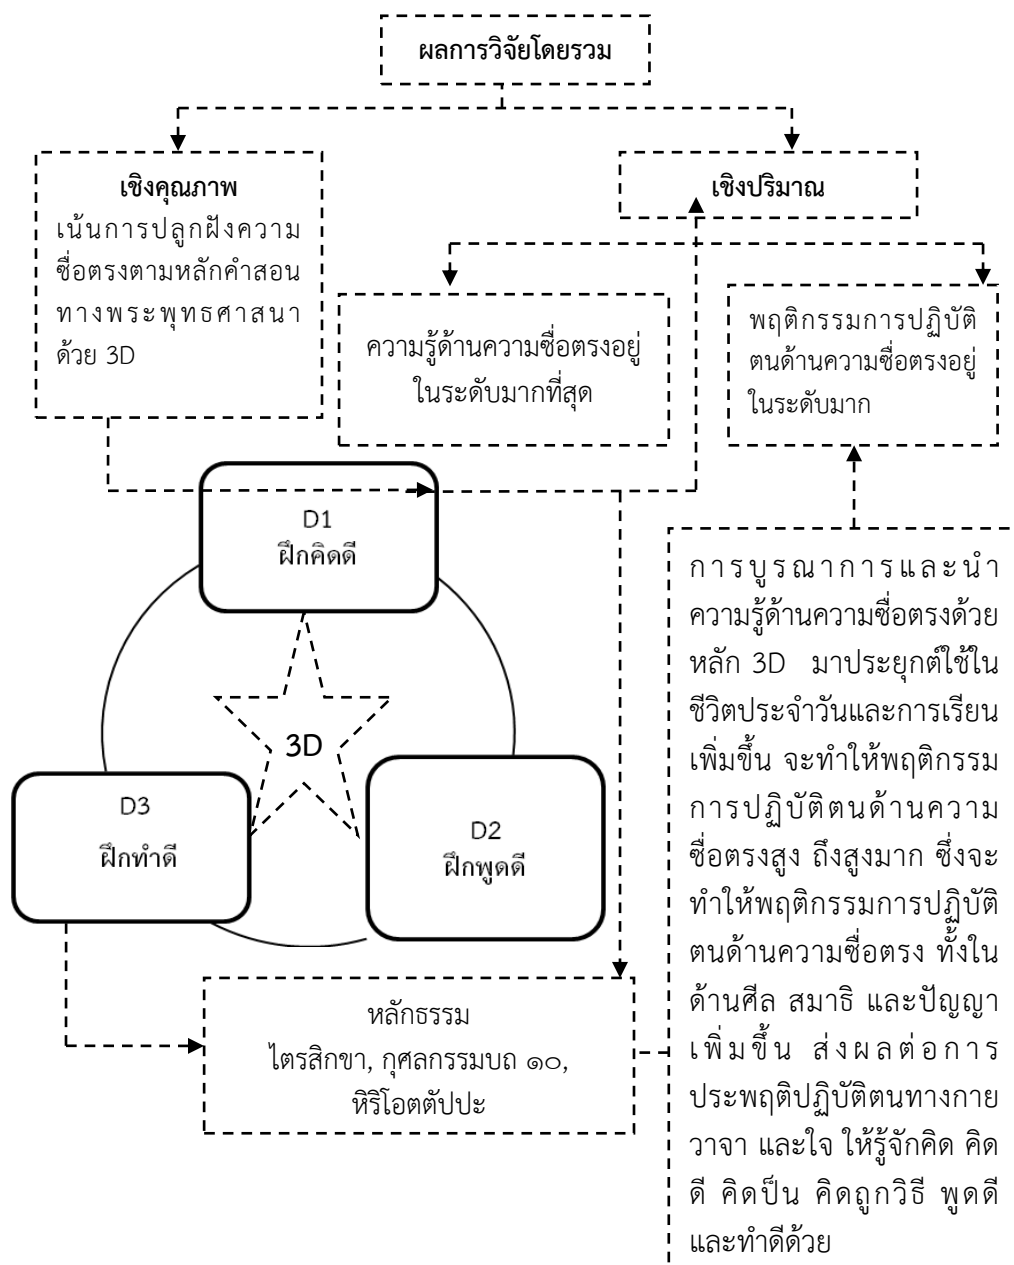 ผลการวิจัยโดยรวม
เชิงคุณภาพ
เน้นการปลูกฝังความ
ซื่อตรงตามหลักคำสอน
ทางพระพุทธศาสนา
ด้วย 3D
เชิงปริมาณ
ความรู้ด้านความซื่อตรงอยู่
ในระดับมากที่สุด
พฤติกรรมการปฏิบัติ
ตนด้านความซื่อตรงอยู่
ในระดับมาก
D1
ฝึกคิดดี
3D
D3
ฝึกทำดี
D2
ฝึกพูดดี
หลักธรรม
ไตรสิกขา, กุศลกรรมบถ ๑๐,
หิริโอตตัปปะ
การบูรณาการและนำ
ความรู้ด้านความซื่อตรงด้วย
หลัก 3D มาประยุกต์ใช้ใน
ชีวิตประจำวันและการเรียน
เพิ่มขึ้น จะทำให้พฤติกรรม
การปฏิบัติตนด้านความ
ซื่อตรงสูง ถึงสูงมาก ซึ่งจะ
ทำให้พฤติกรรมการปฏิบัติ
ตนด้านความซื่อตรง ทั้งใน
ด้านศีล สมาธิ และปัญญา
เพิ่มขึ้น ส่งผลต่อการ
ประพฤติปฏิบัติตนทางกาย
วาจา และใจ ให้รู้จักคิด คิด
ดี คิดป็น คิดถูกวิธี พูดดี
และทำดีด้วย